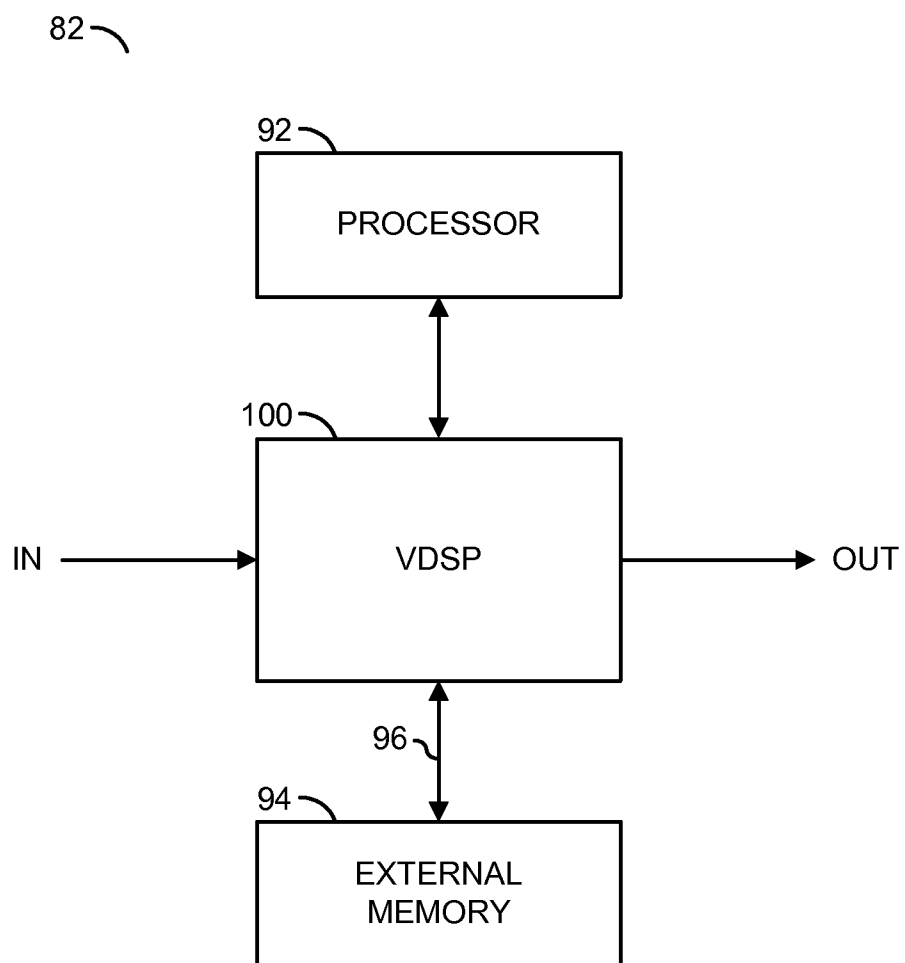 82
92
PROCESSOR
100
IN
VDSP
OUT
96
94
EXTERNAL
MEMORY